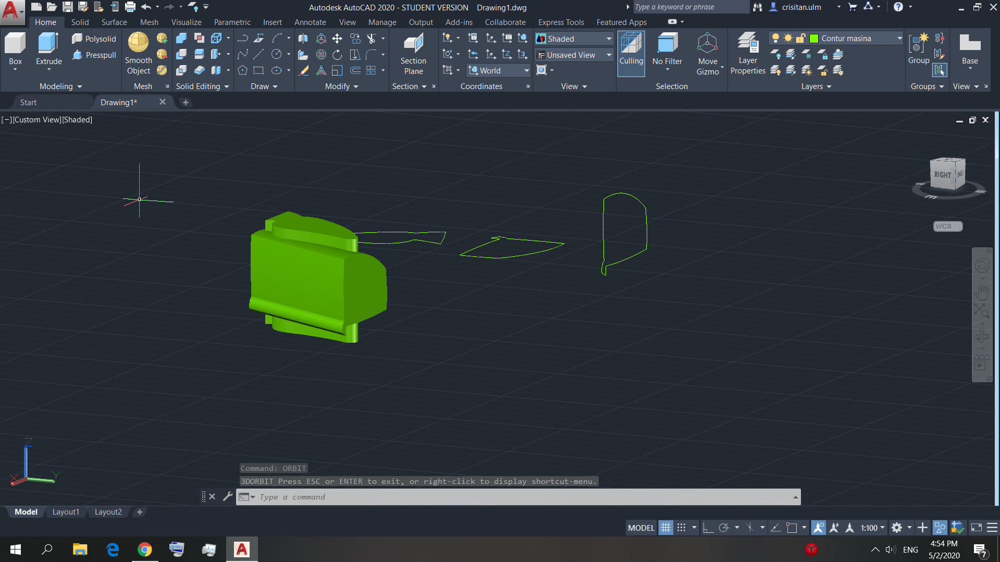 Autodesk AutoCAD 2020 - STUDENT VERSION Drawing1.dwg
Type a keyword or phrase
crisitan.ulm
Home Solid Surface Mesh Visualize Parametric Insert Annotate View Manage Output Add-ins Collaborate Express Tools Featured Apps
Box
Extrude
Polysolid
Presspull
Modeling
Smooth
Object
Mesh
Solid Editing
Draw
Modify
Section
Plane
Section
World
Coordinates
Shaded
Unsaved View
View
Culling
No Filter
Move
Gizmo
Selection
Layer
Properties
Contur masina
Layers
Group
Groups
Base
View
Start
Drawing1*
[−][Custom View][Shaded]
RIGHT
BACK
E
N
WCS
Z
X
Y
Command: ORBIT
3DORBIT Press ESC or ENTER to exit, or right-click to display shortcut-menu.
Type a command
Model Layout1 Layout2
MODEL
1:100
ENG
4:54 PM
5/2/2020
7